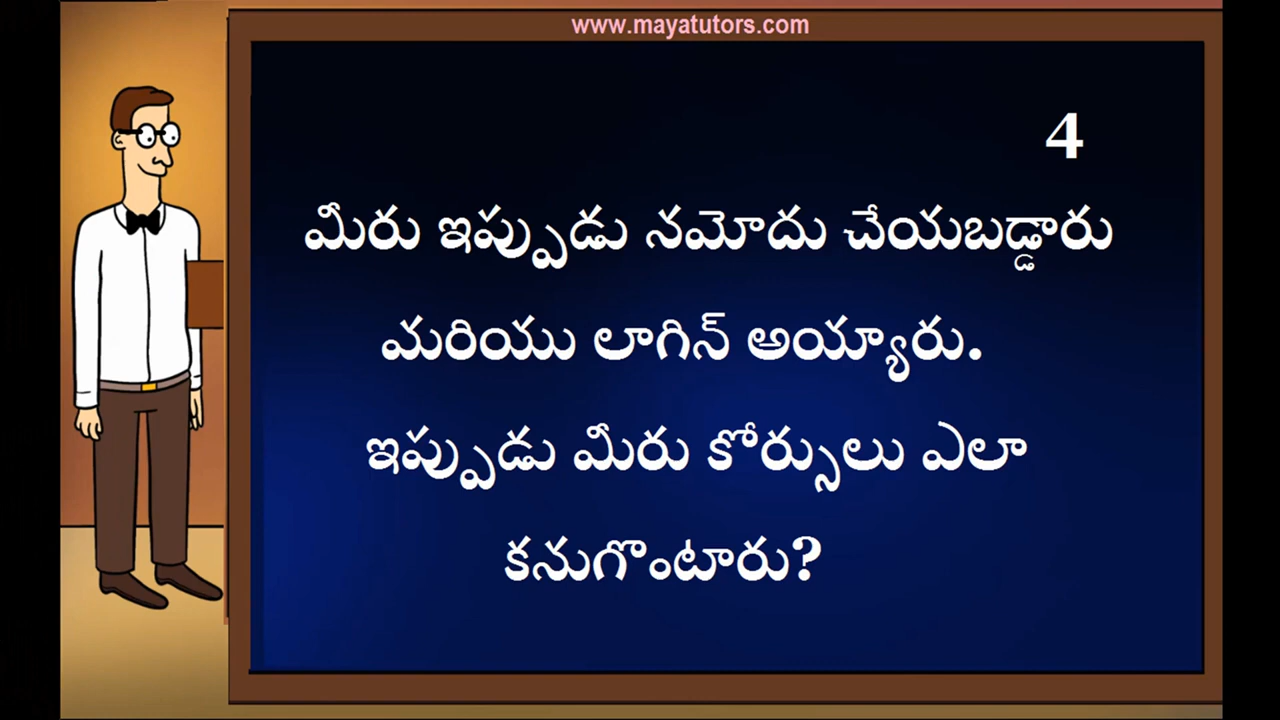 www.mayatutors.com
4
మీరు ఇప్పుడు నమోదు చేయబడ్డారు
మరియు లాగిన్ అయ్యారు.
ఇప్పుడు మీరు కోర్సులు ఎలా
కనుగొంటారు?